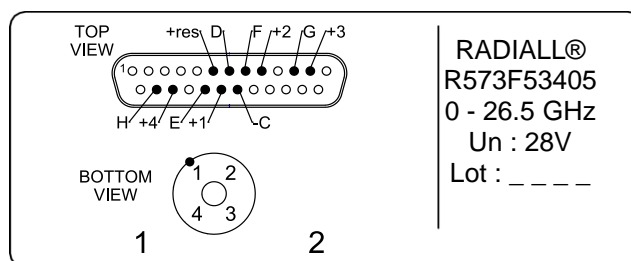 TOP VIEW
+res D F +2 G +3
1
H +4 E +1 -C
BOTTOM VIEW
1 2
4 3
1 2
RADIALL®
R573F53405
0 - 26.5 GHz
Un : 28V
Lot : _ _ _ _